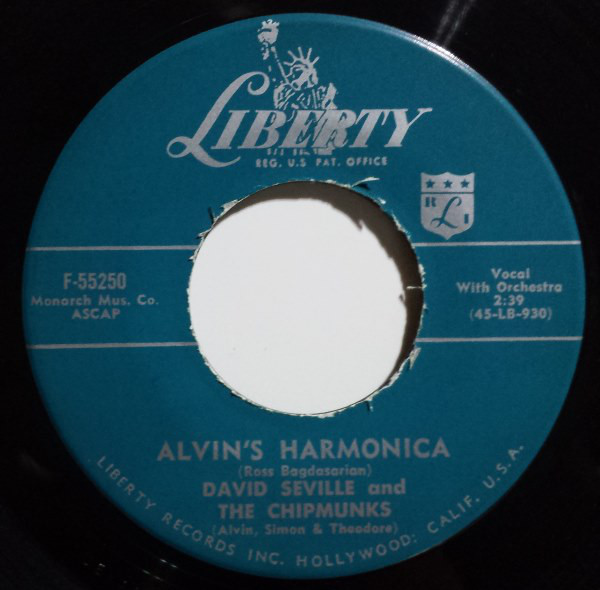 LIBERTY
REG. U.S PAT. OFFICE
R L I
F-55250
Monarch Mus. Co.
ASCAP
Vocal
With Orchestra
2:39
(45-LB-930)
ALVIN'S HARMONICA
(Ross Bagdasarian)
DAVID SEVILLE and
THE CHIPMUNKS
(Alvin, Simon & Theodore)
LIBERTY RECORDS INC. HOLLYWOOD: CALIF. U.S.A.